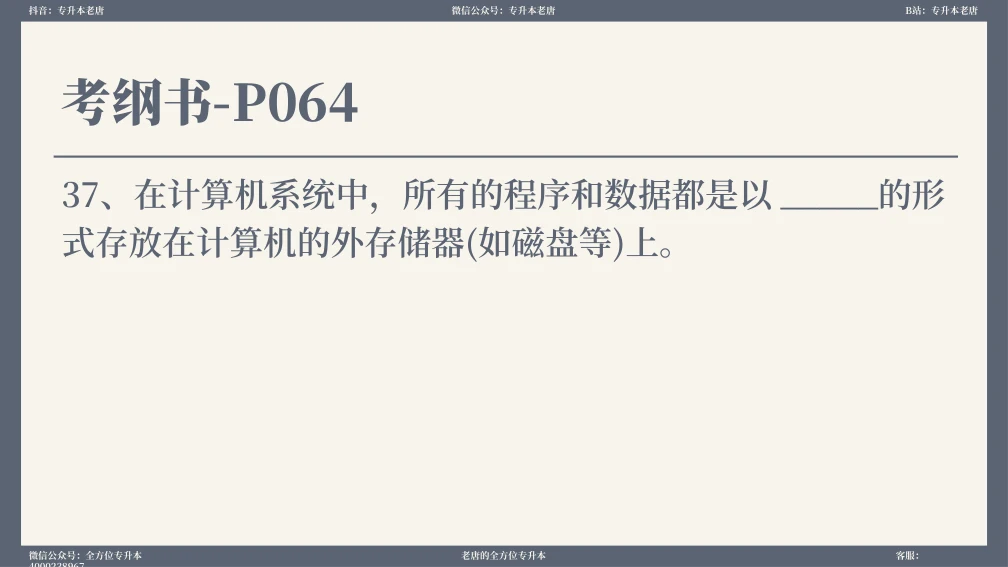 抖音：专升本老唐
微信公众号：专升本老唐
B站：专升本老唐
考纲书-P064
37、在计算机系统中，所有的程序和数据都是以 ______的形
式存放在计算机的外存储器(如磁盘等)上。
微信公众号：全方位专升本
老唐的全方位专升本
客服：
4000238967